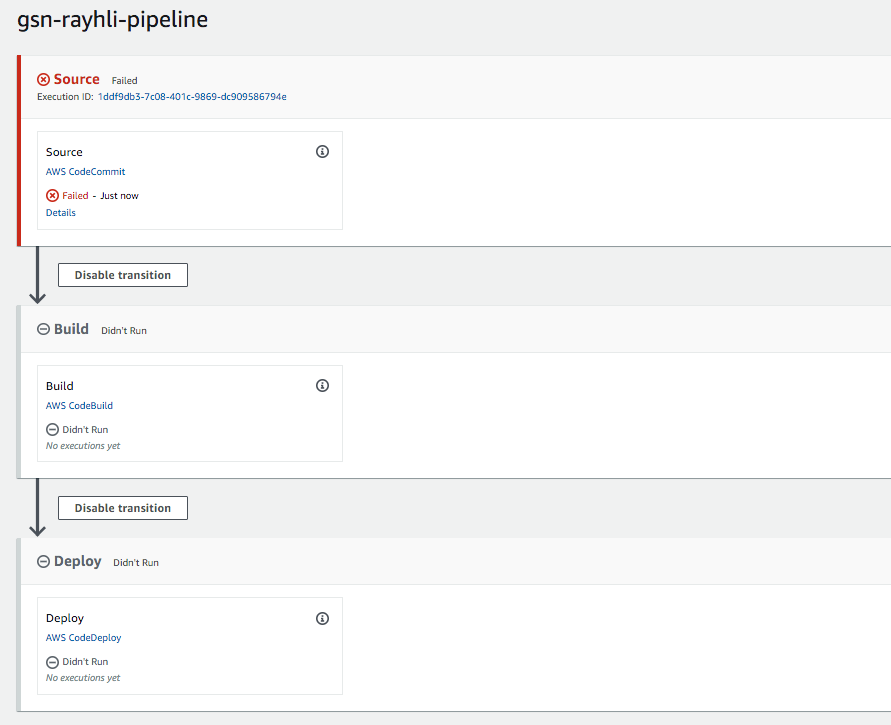 gsn-rayhli-pipeline
Source Failed
Execution ID: 1ddf9db3-7c08-401c-9869-dc909586794e
Source
AWS CodeCommit
Failed - Just now
Details
Disable transition
Build Didn't Run
Build
AWS CodeBuild
Didn't Run
No executions yet
Disable transition
Deploy Didn't Run
Deploy
AWS CodeDeploy
Didn't Run
No executions yet